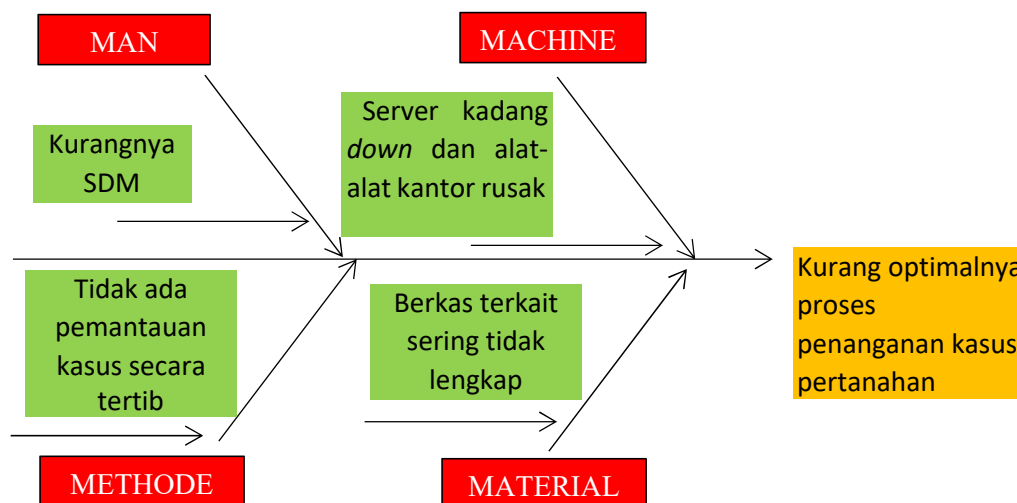 MAN
MACHINE
Kurangnya
SDM
Server kadang
down dan alat-
alat kantor rusak
Tidak ada
pemantauan
kasus secara
tertib
Berkas terkait
sering tidak
lengkap
Kurang optimalnya
proses
penanganan kasus
pertanahan
METHODE
MATERIAL